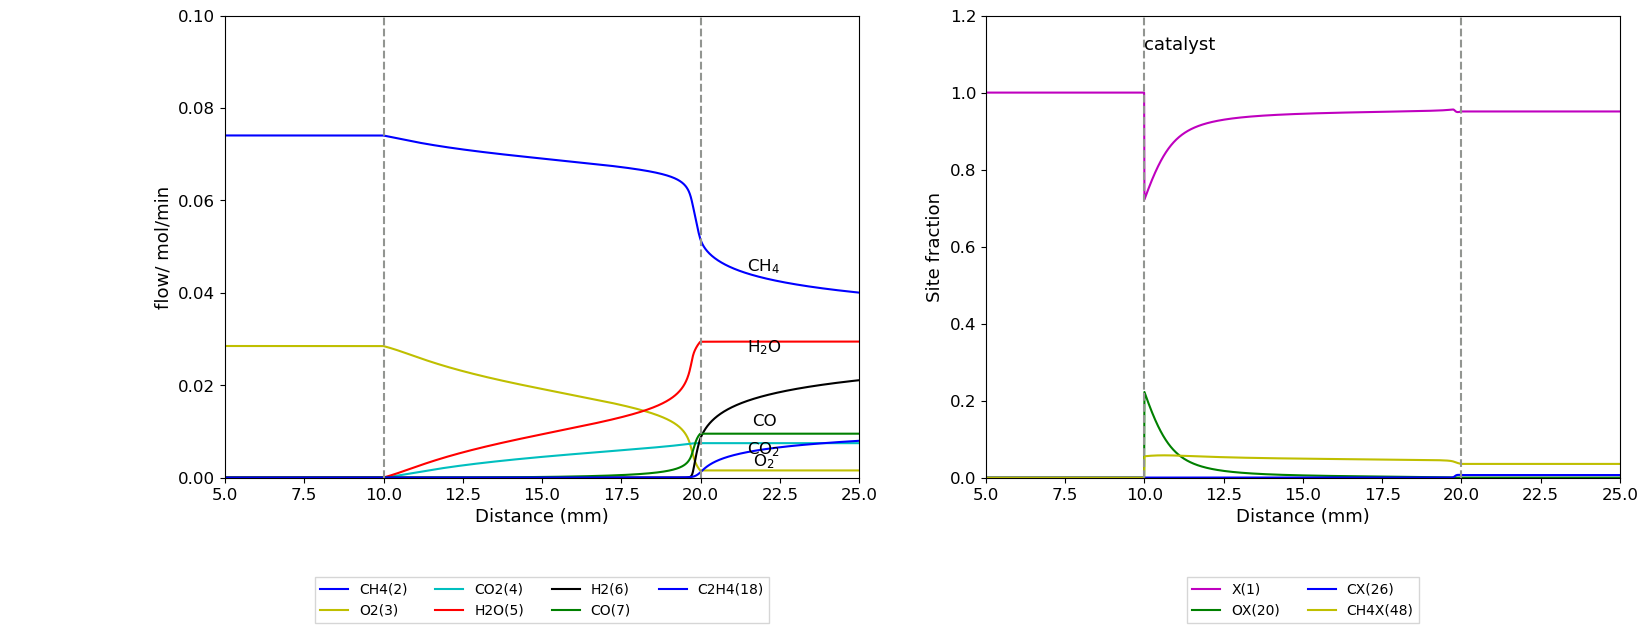 0.10
0.08
0.06
0.04
0.02
0.00
flow/ mol/min
CH₄
H₂O
CO
CO₂
O₂
5.0 7.5 10.0 12.5 15.0 17.5 20.0 22.5 25.0
Distance (mm)
CH4(2) CO2(4) H2(6) C2H4(18)
O2(3) H2O(5) CO(7)
1.2
1.0
0.8
0.6
0.4
0.2
0.0
Site fraction
catalyst
5.0 7.5 10.0 12.5 15.0 17.5 20.0 22.5 25.0
Distance (mm)
X(1) CX(26)
OX(20) CH4X(48)